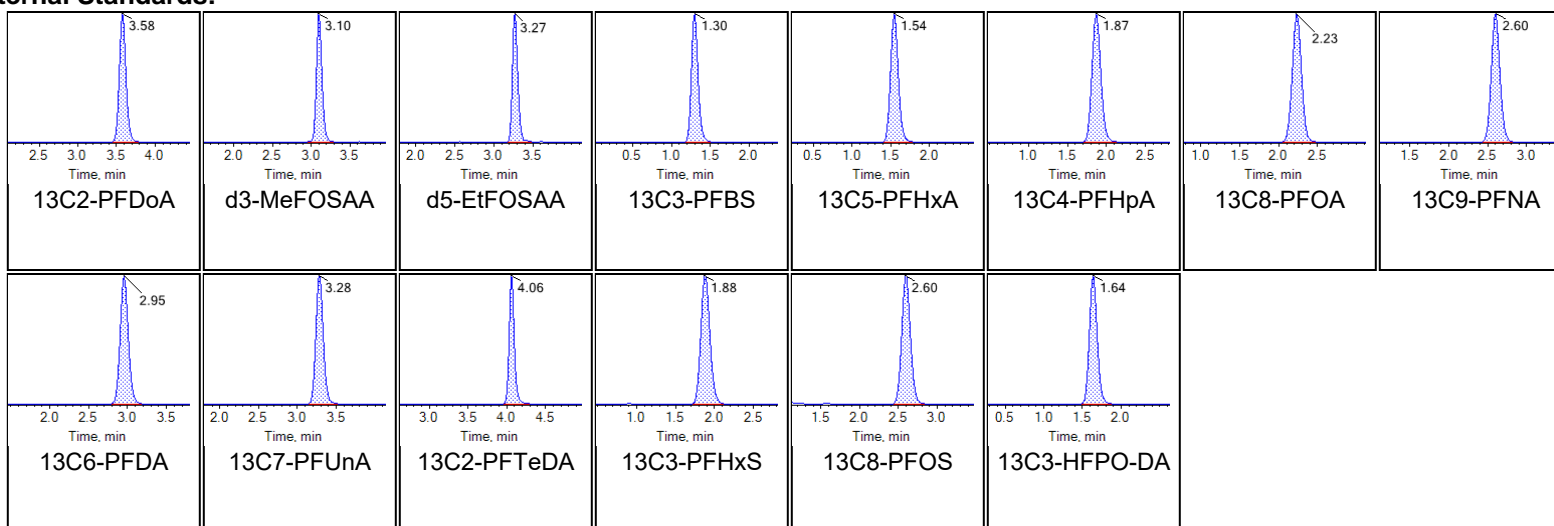 ternal Standards:
3.58
2.5 3.0 3.5 4.0
Time, min
13C2-PFDoA
3.10
2.0 2.5 3.0 3.5
Time, min
d3-MeFOSAA
3.27
2.0 2.5 3.0 3.5
Time, min
d5-EtFOSAA
1.30
0.5 1.0 1.5 2.0
Time, min
13C3-PFBS
1.54
0.5 1.0 1.5 2.0
Time, min
13C5-PFHxA
1.87
1.0 1.5 2.0 2.5
Time, min
13C4-PFHpA
2.23
1.0 1.5 2.0 2.5
Time, min
13C8-PFOA
2.60
1.5 2.0 2.5 3.0
Time, min
13C9-PFNA
2.95
2.0 2.5 3.0 3.5
Time, min
13C6-PFDA
3.28
2.0 2.5 3.0 3.5
Time, min
13C7-PFUnA
4.06
3.0 3.5 4.0 4.5
Time, min
13C2-PFTeDA
1.88
1.0 1.5 2.0 2.5
Time, min
13C3-PFHxS
2.60
1.5 2.0 2.5 3.0
Time, min
13C8-PFOS
1.64
0.5 1.0 1.5 2.0
Time, min
13C3-HFPO-DA